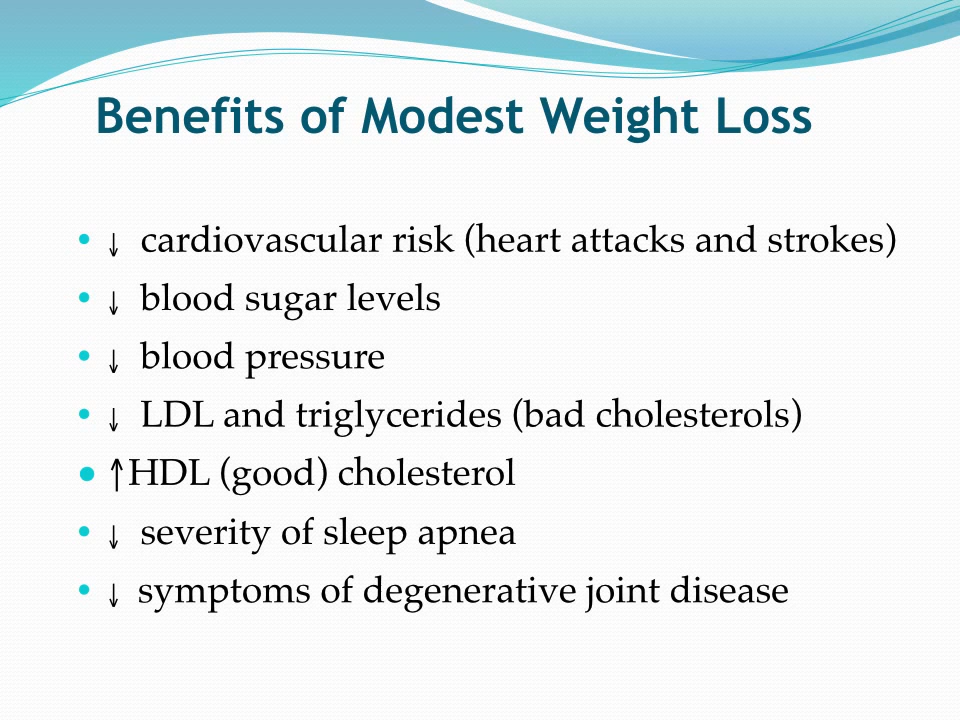 Benefits of Modest Weight Loss
• ↓ cardiovascular risk (heart attacks and strokes)
• ↓ blood sugar levels
• ↓ blood pressure
• ↓ LDL and triglycerides (bad cholesterols)
• ↑HDL (good) cholesterol
• ↓ severity of sleep apnea
• ↓ symptoms of degenerative joint disease